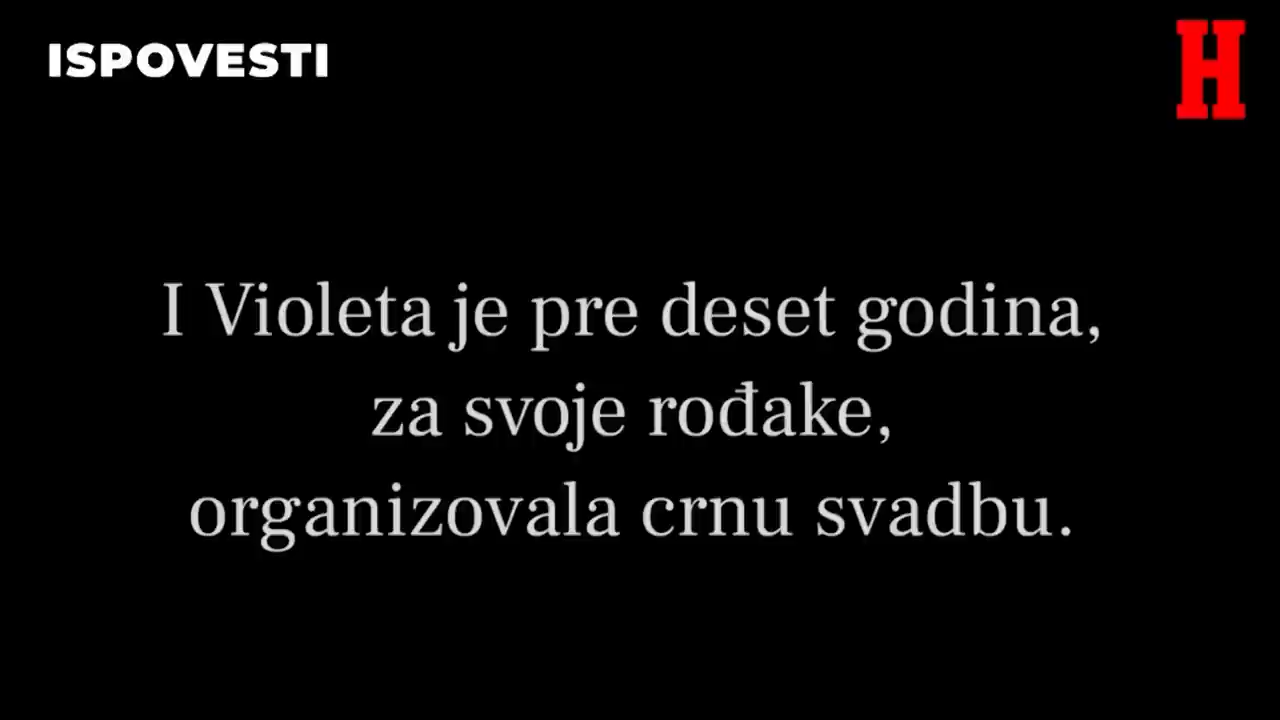 ISPOVESTI
H
I Violeta je pre deset godina,
za svoje rođake,
organizovala crnu svadbu.